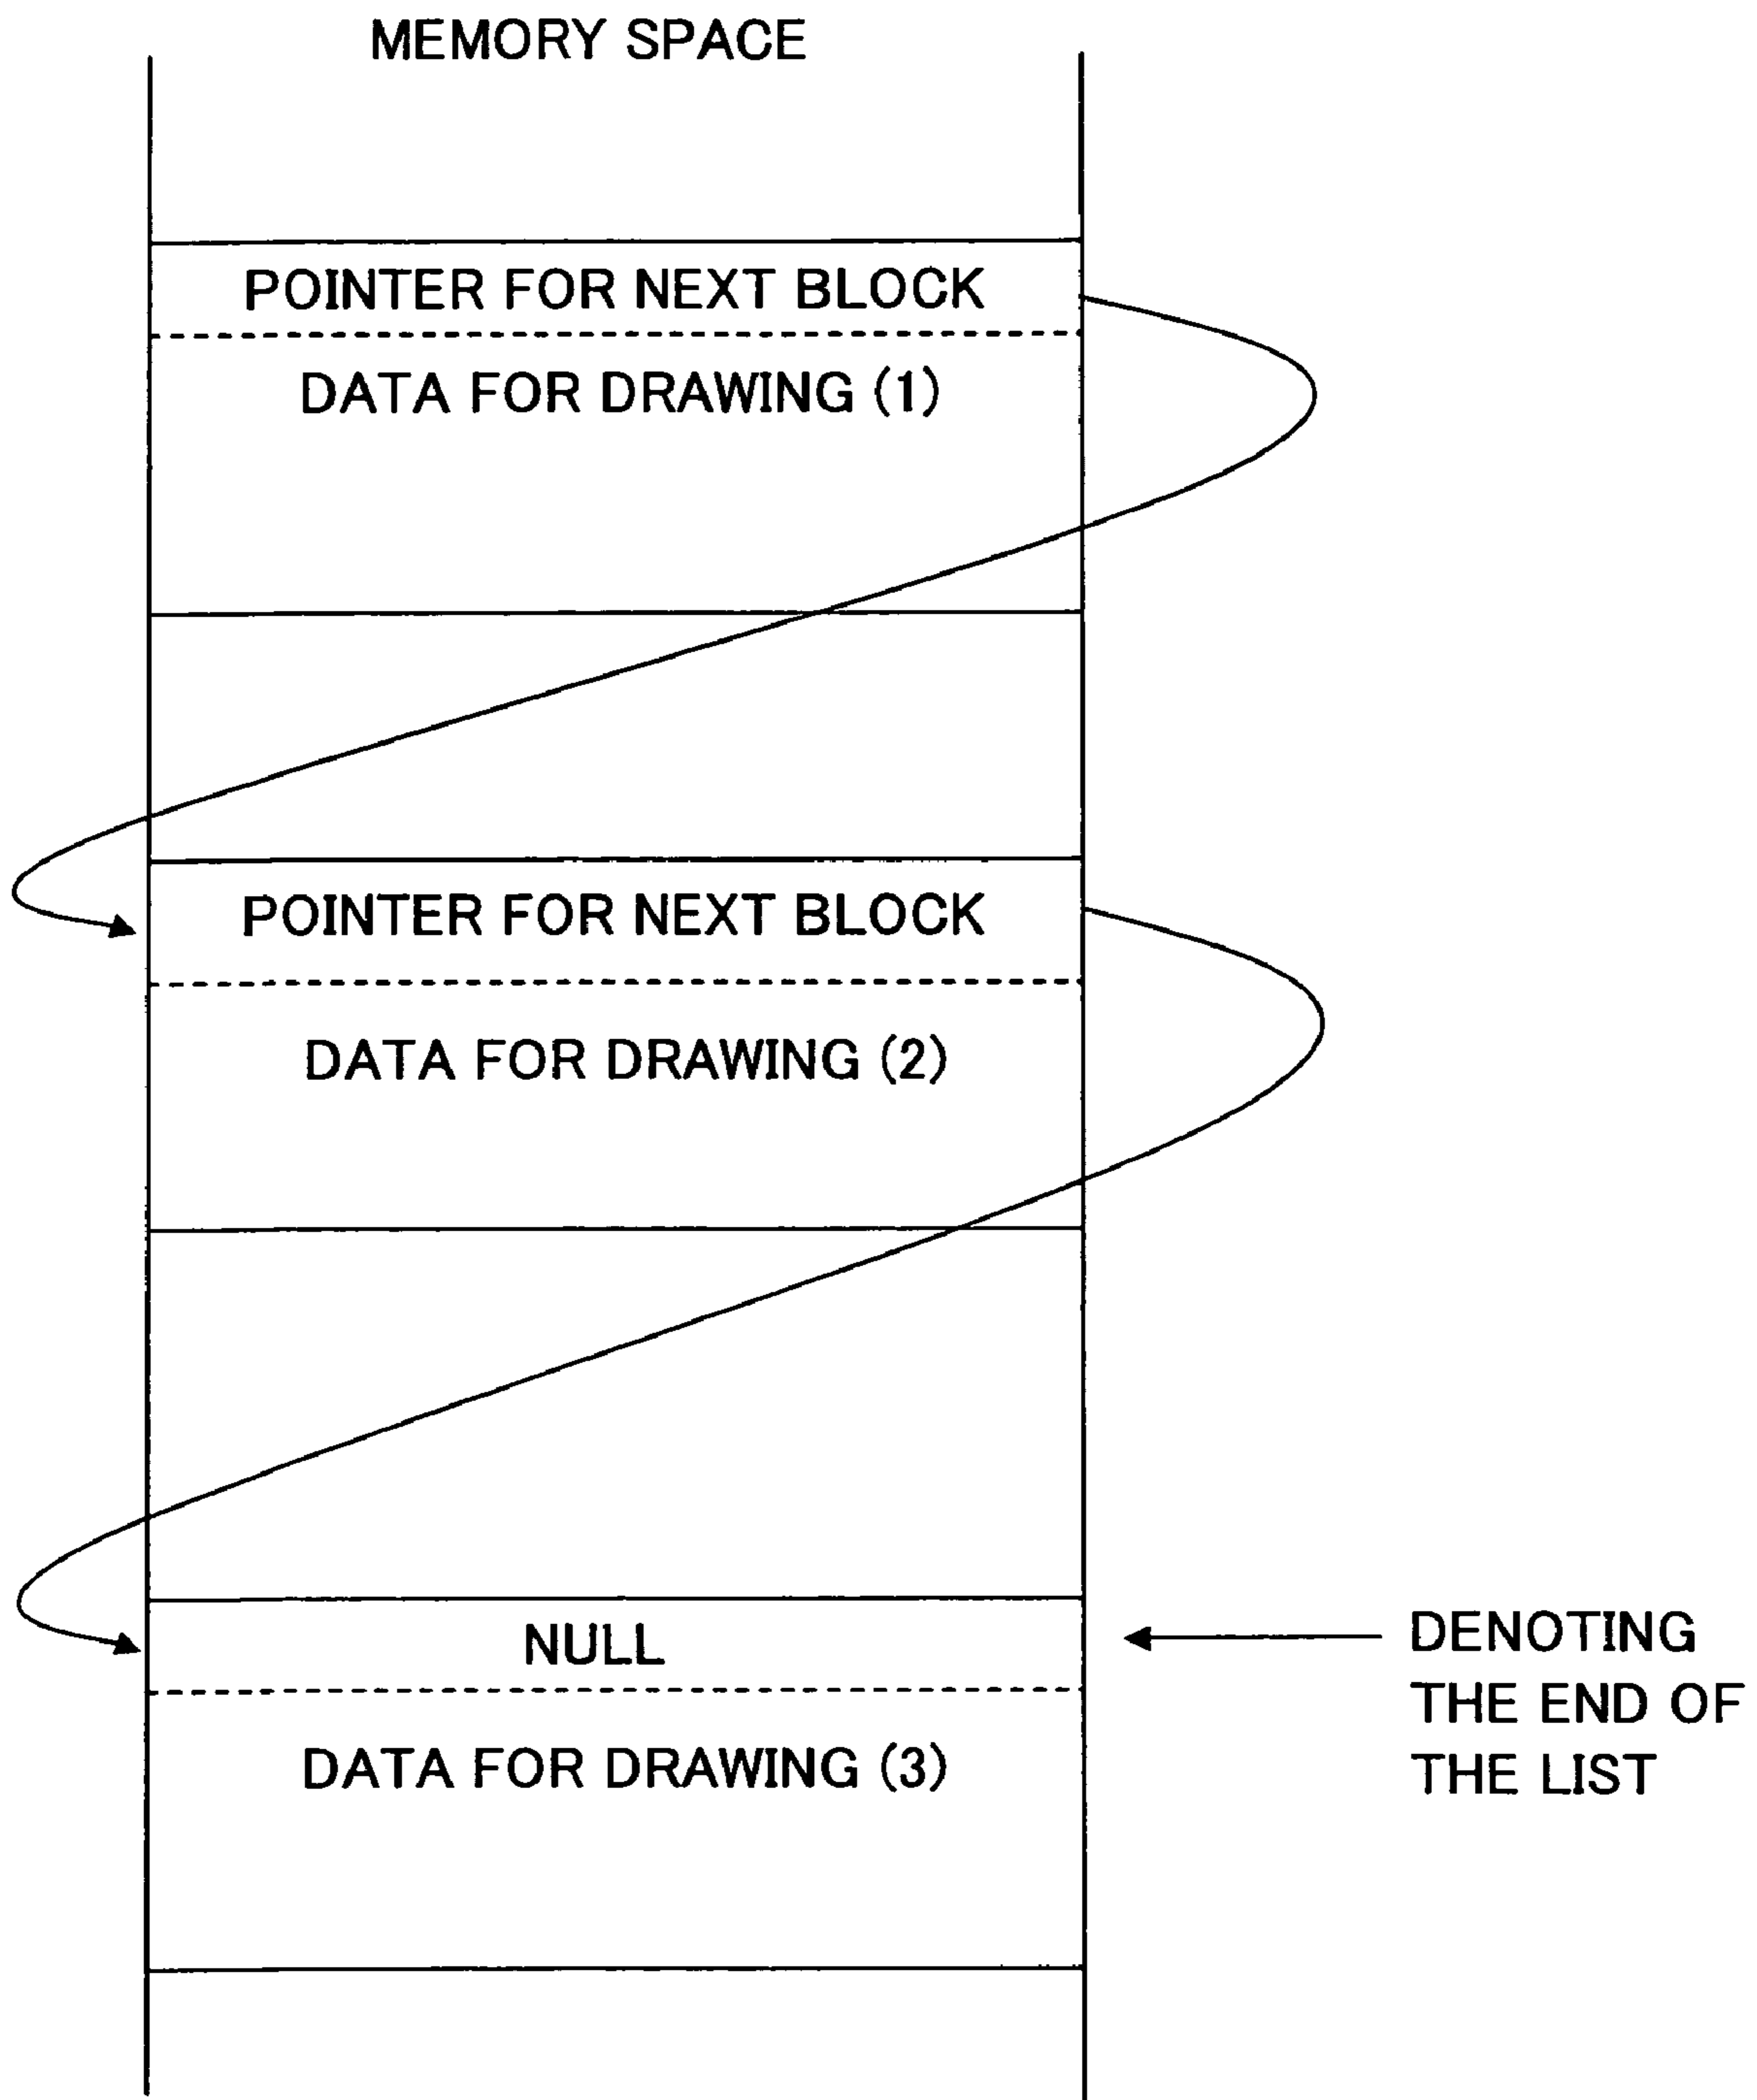 MEMORY SPACE
POINTER FOR NEXT BLOCK
DATA FOR DRAWING (1)
POINTER FOR NEXT BLOCK
DATA FOR DRAWING (2)
NULL
DENOTING
THE END OF
THE LIST
DATA FOR DRAWING (3)